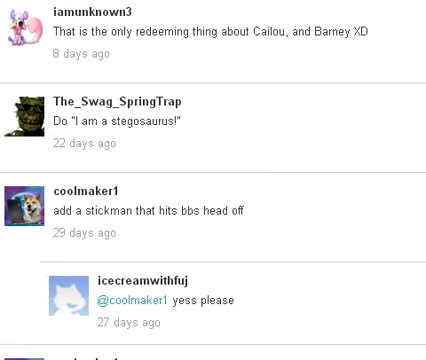 iamunknown3
That is the only redeeming thing about Cailou, and Barney XD
8 days ago
The_Swag_SpringTrap
Do "I am a stegosaurus!"
22 days ago
coolmaker1
add a stickman that hits bbs head off
29 days ago
icecreamwithfuj
@coolmaker1 yess please
27 days ago